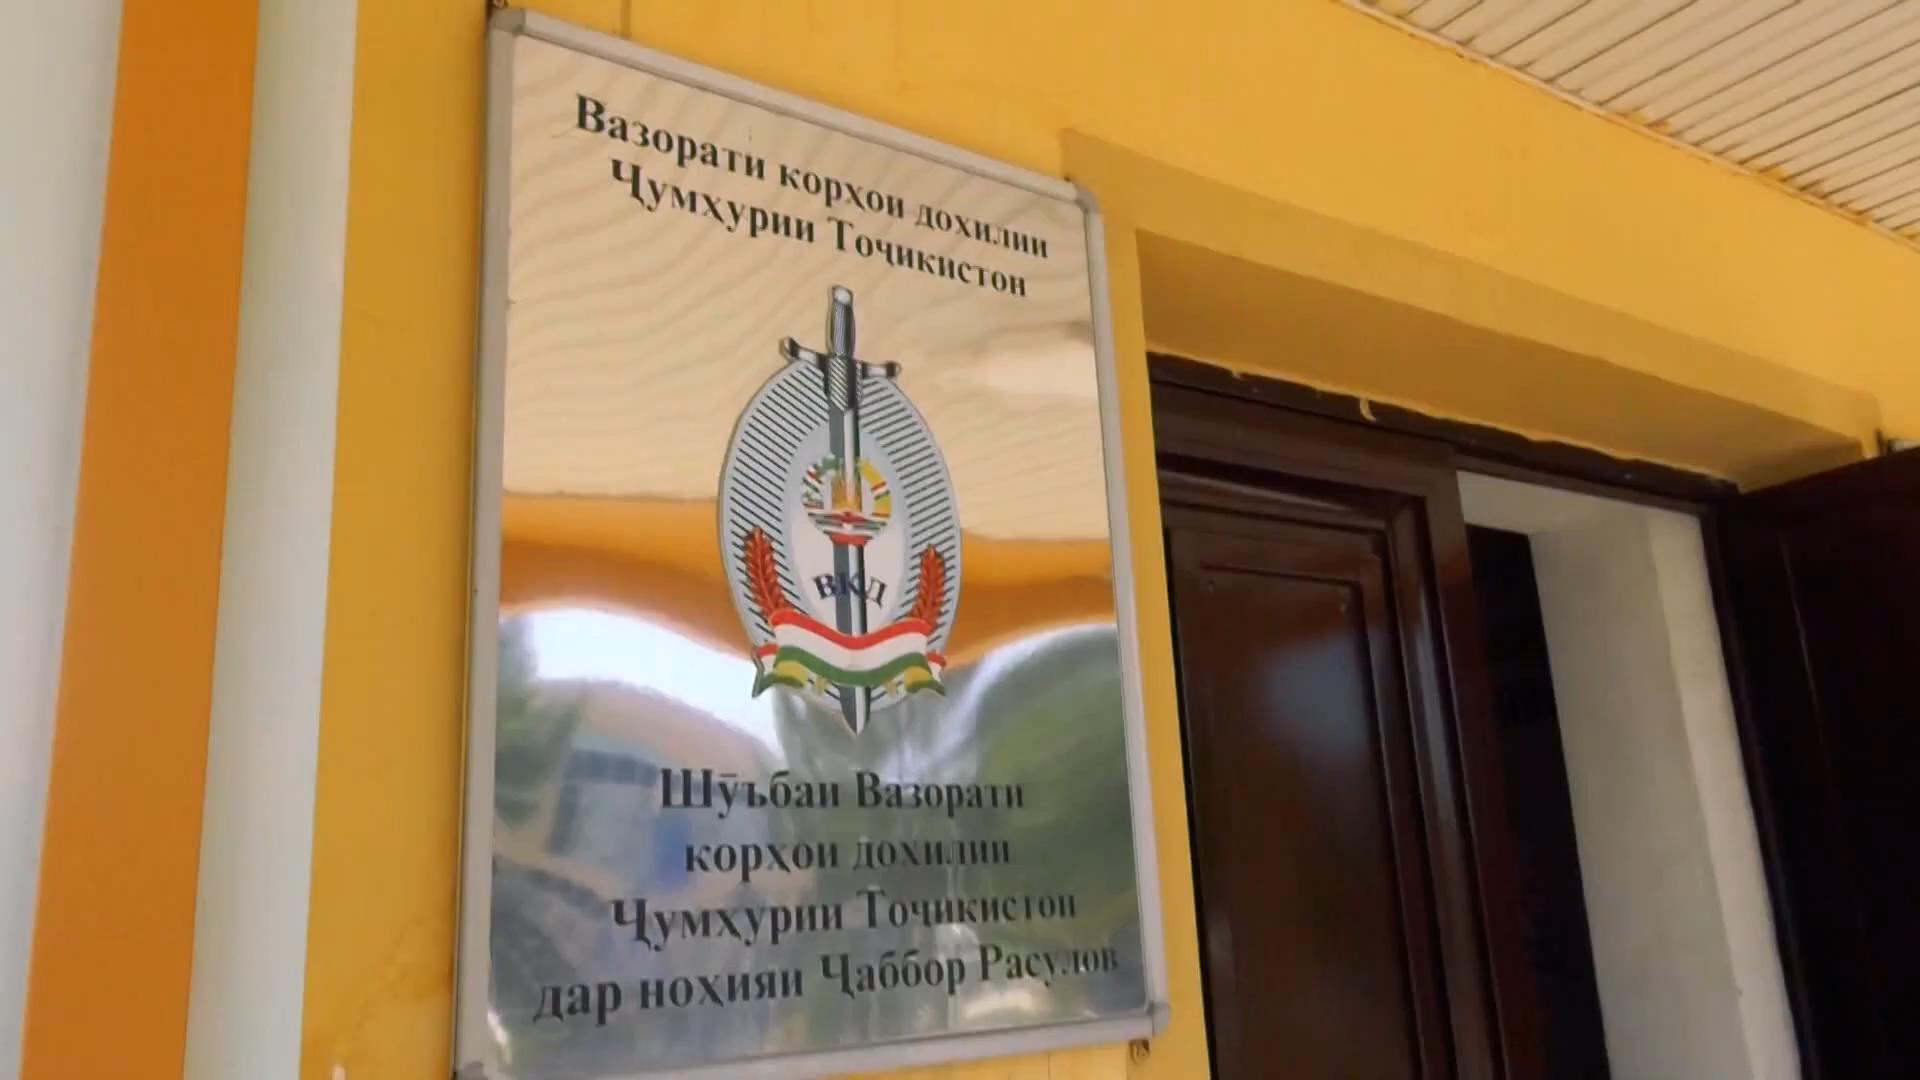 Вазорати корҳои дохилии
Ҷумҳурии Тоҷикистон
ВКД
Шӯъбаи Вазорати
корҳои дохилии
Ҷумҳурии Тоҷикистон
дар ноҳияи Ҷаббор Расулов